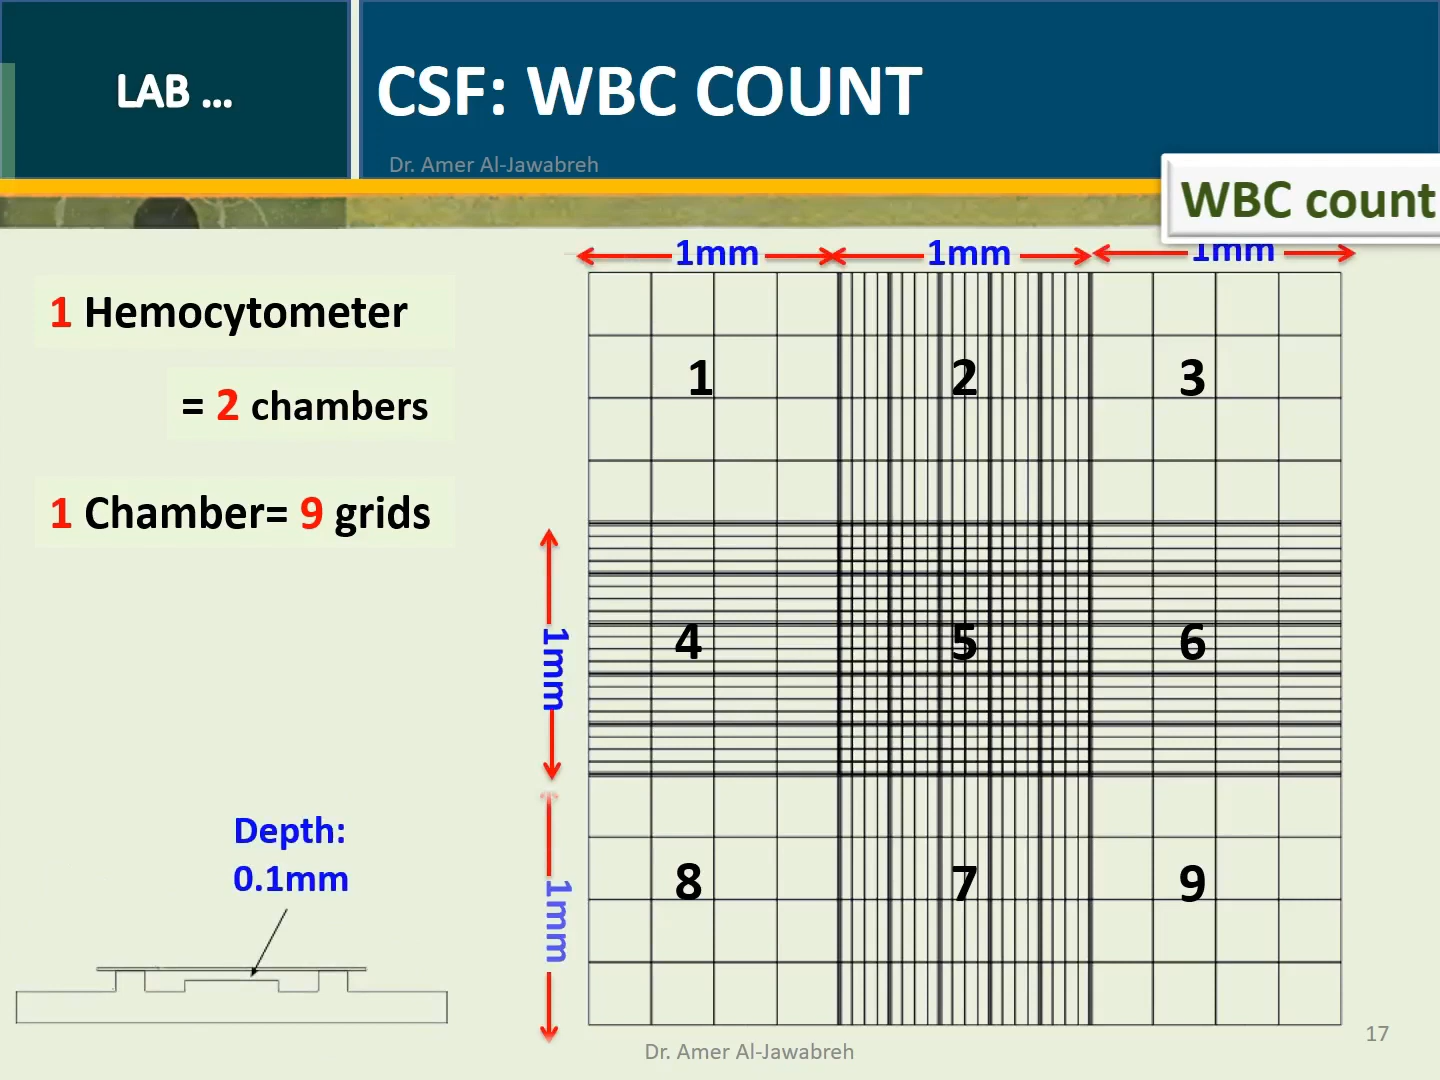 LAB ...
CSF: WBC COUNT
Dr. Amer Al-Jawabreh
WBC count
1mm 1mm 1mm
1 Hemocytometer
= 2 chambers
1 Chamber= 9 grids
1 2 3
1mm
4 5 6
Depth:
0.1mm
1mm
8 7 9
Dr. Amer Al-Jawabreh
17